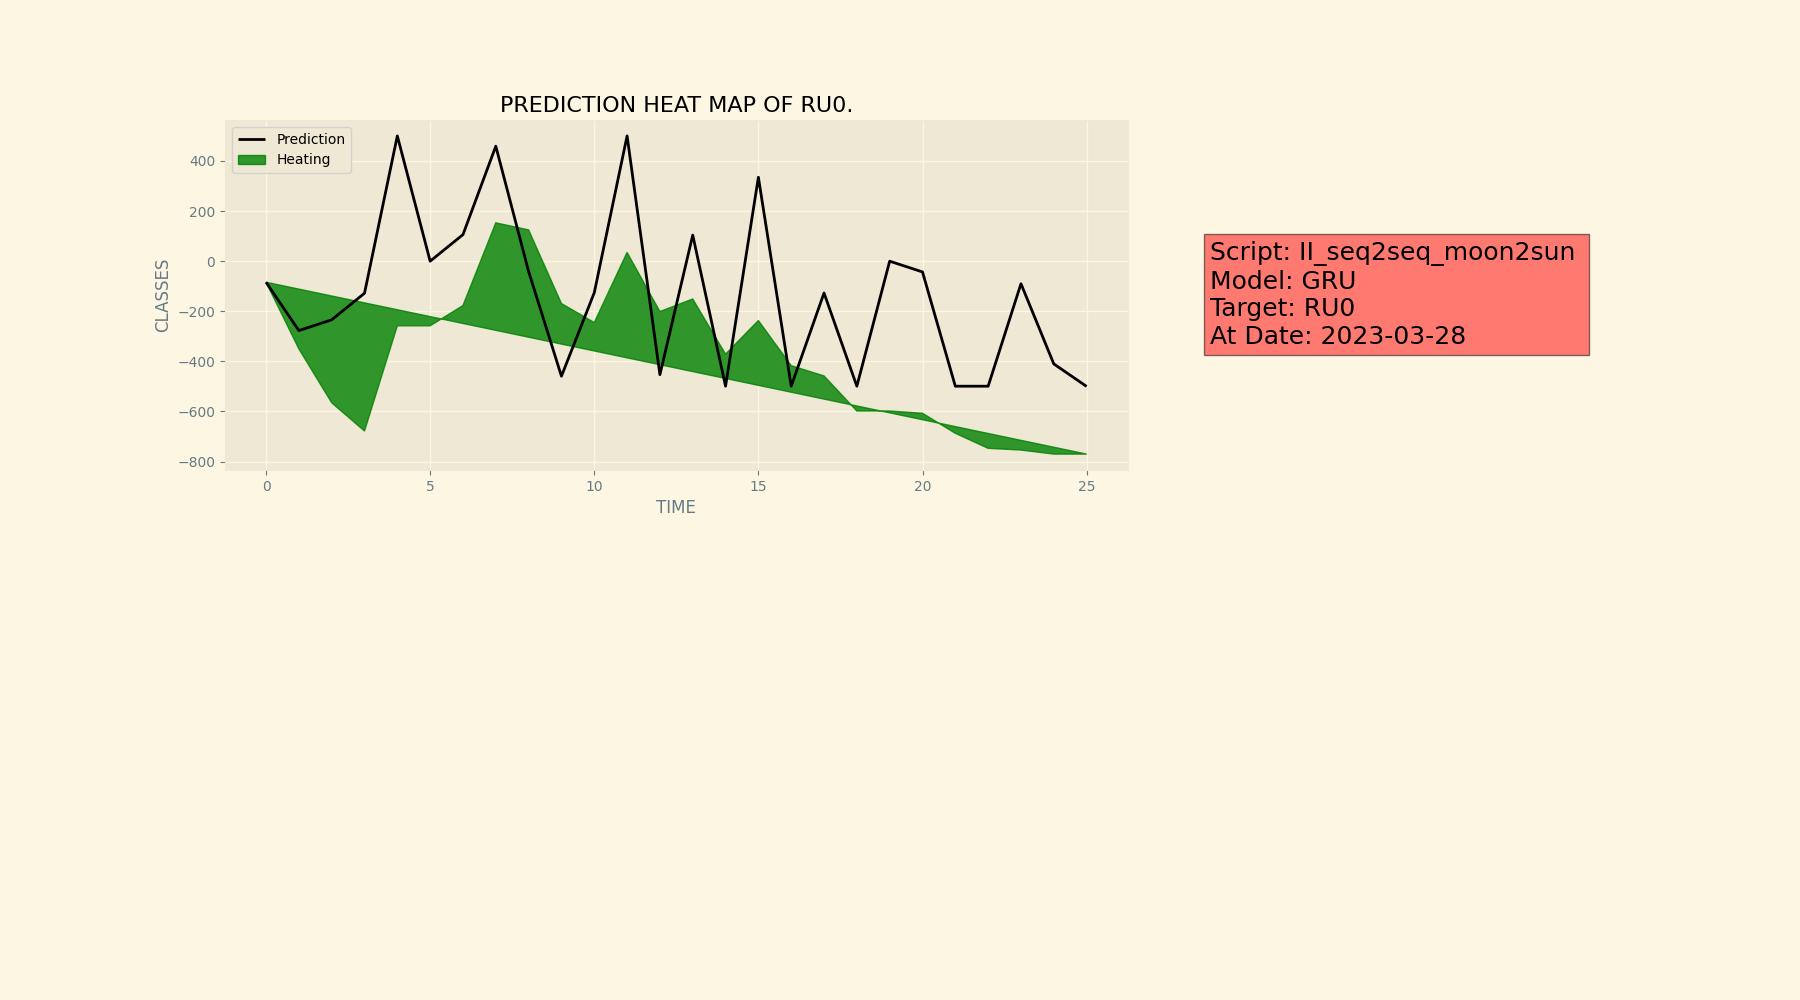 PREDICTION HEAT MAP OF RU0.
Prediction
Heating
400
200
0
−200
−400
−600
−800
CLASSES
0 5 10 15 20 25
TIME
Script: II_seq2seq_moon2sun
Model: GRU
Target: RU0
At Date: 2023-03-28